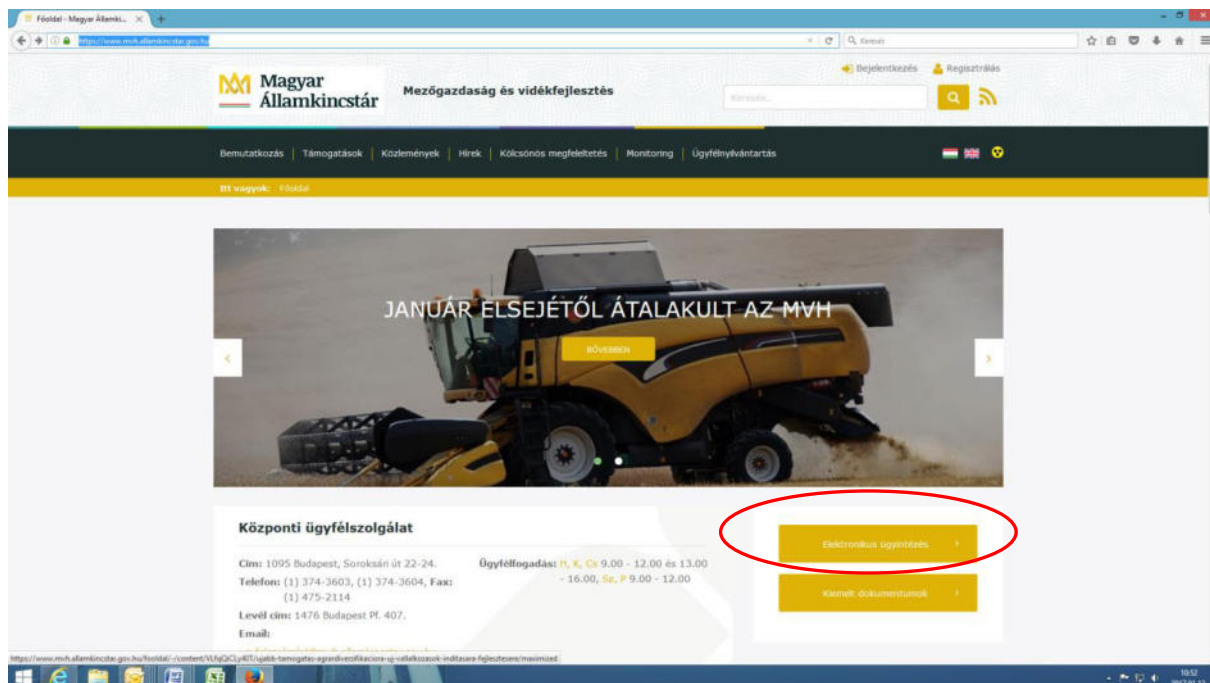 Főoldal - Magyar Államki...
https://www.mvh.allamkincstar.gov.hu
Keresés
Bejelentkezés
Regisztrálás
Magyar
Államkincstár
Mezőgazdaság és vidékfejlesztés
Keresés...
Bemutatkozás | Támogatások | Közlemények | Hírek | Kölcsönös megfeleltetés | Monitoring | Ügyfélnyilvántartás
Itt vagyok: Főoldal
JANUÁR ELSEJÉTŐL ÁTALAKULT AZ MVH
BŐVEBBEN
Központi ügyfélszolgálat
Cím: 1095 Budapest, Soroksári út 22-24.
Telefon: (1) 374-3603, (1) 374-3604, Fax:
(1) 475-2114
Levél cím: 1476 Budapest Pf. 407.
Email:
Ügyfélfogadás: H, K, Cs 9.00 - 12.00 és 13.00
- 16.00, Sz, P 9.00 - 12.00
Elektronikus ügyintézés
Kiemelt dokumentumok
10:52